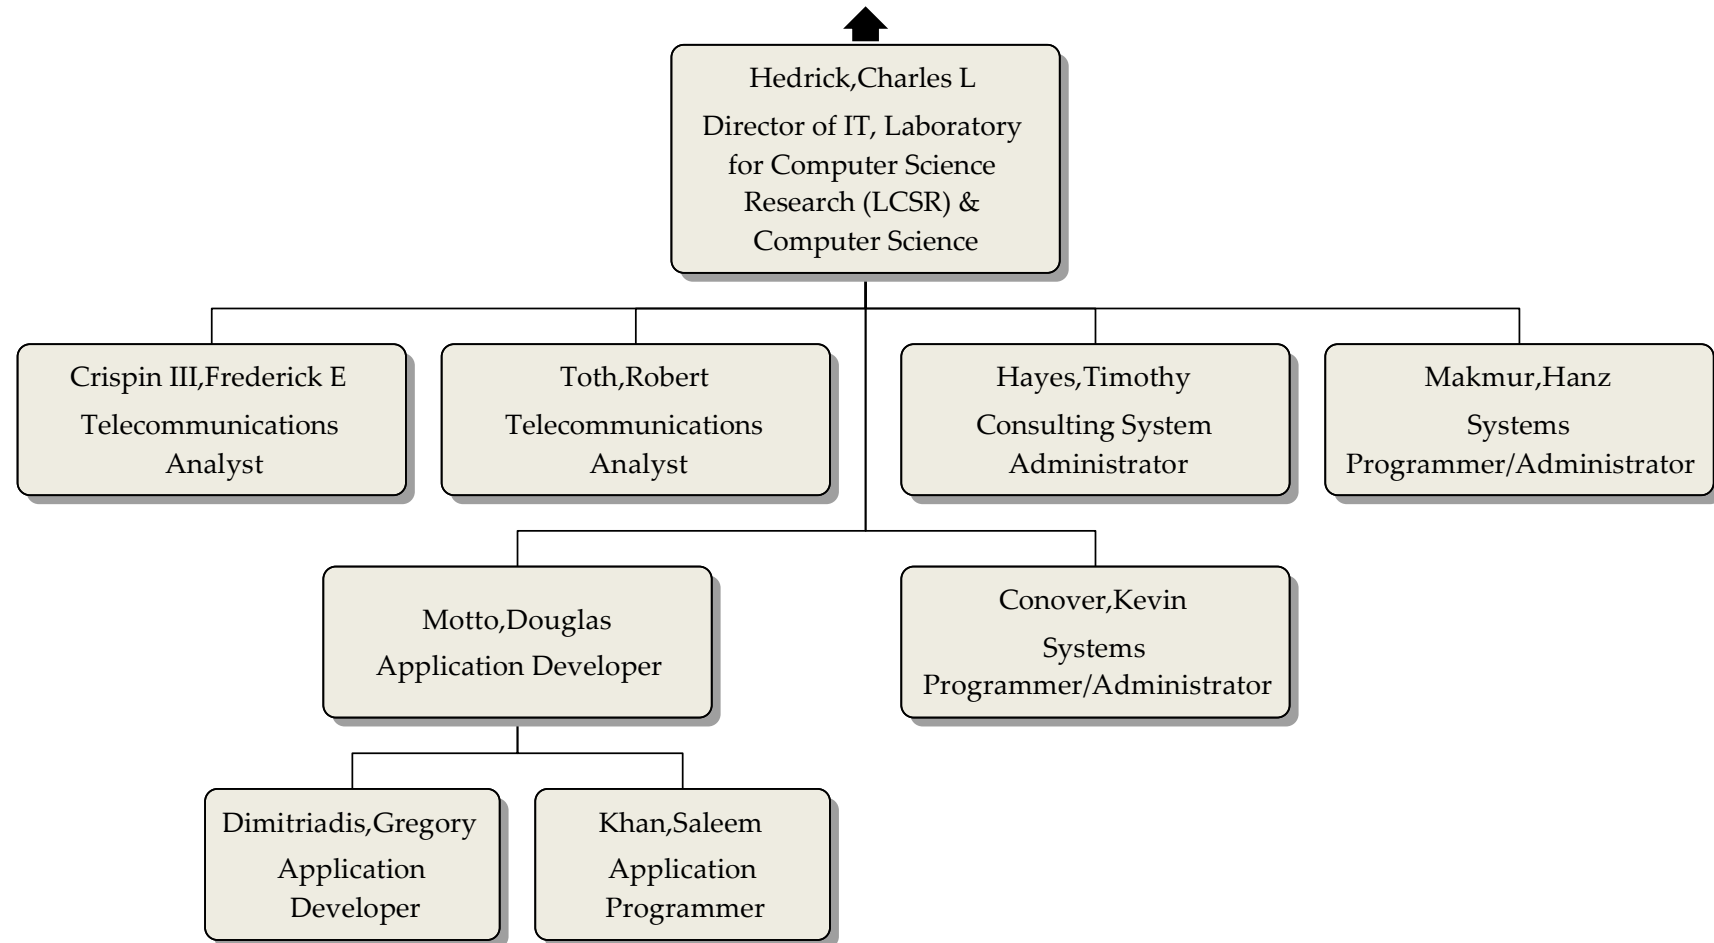 Hedrick,Charles L
Director of IT, Laboratory
for Computer Science
Research (LCSR) &
Computer Science
Crispin III,Frederick E
Telecommunications
Analyst
Toth,Robert
Telecommunications
Analyst
Hayes,Timothy
Consulting System
Administrator
Makmur,Hanz
Systems
Programmer/Administrator
Motto,Douglas
Application Developer
Conover,Kevin
Systems
Programmer/Administrator
Dimitriadis,Gregory
Application
Developer
Khan,Saleem
Application
Programmer